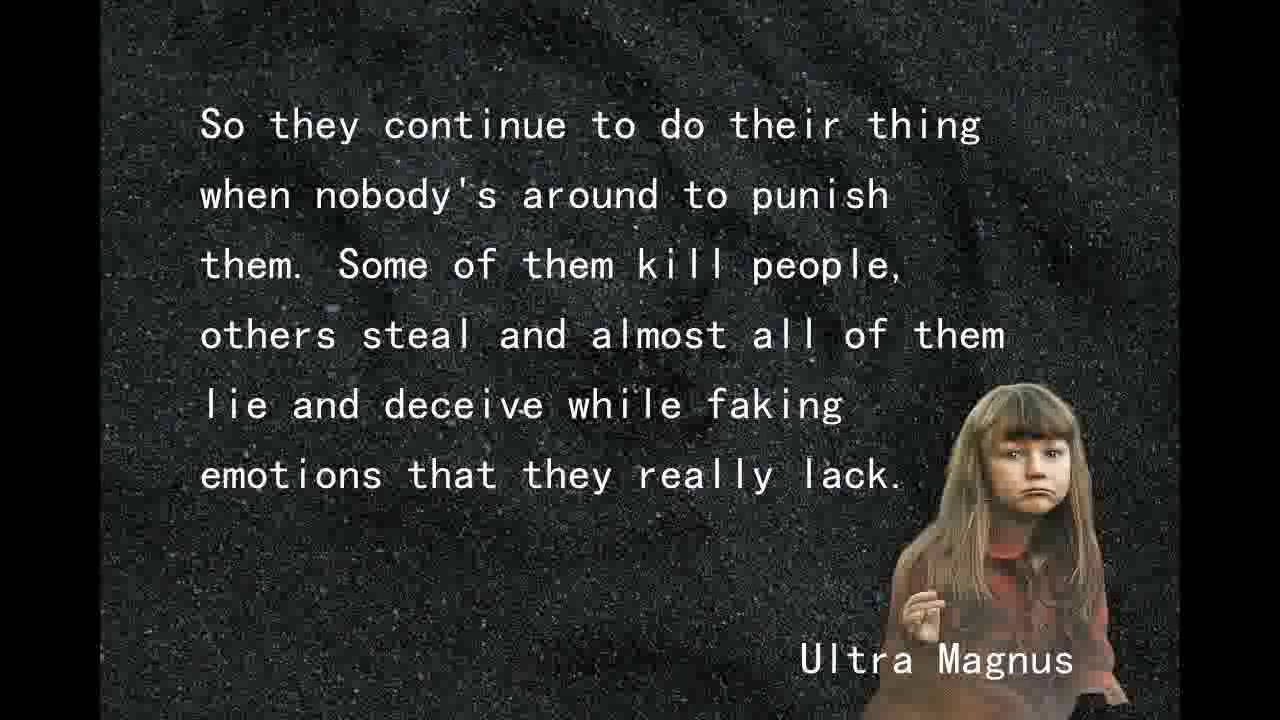 So they continue to do their thing
when nobody's around to punish
them. Some of them kill people,
others steal and almost all of them
lie and deceive while faking
emotions that they really lack.
Ultra Magnus